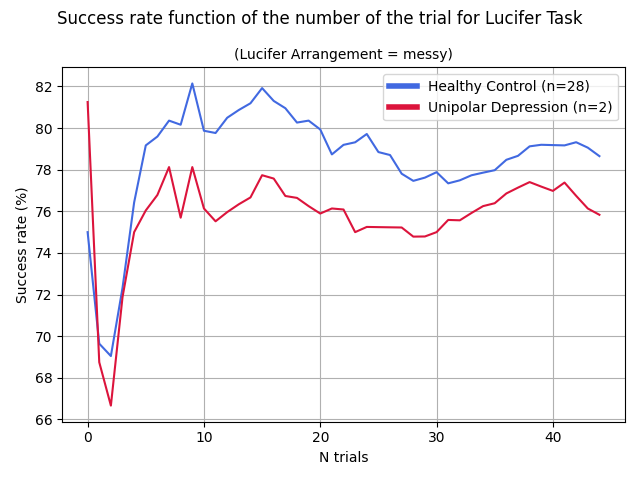 Success rate function of the number of the trial for Lucifer Task
(Lucifer Arrangement = messy)
Healthy Control (n=28)
Unipolar Depression (n=2)
Success rate (%)
82
80
78
76
74
72
70
68
66
0 10 20 30 40
N trials